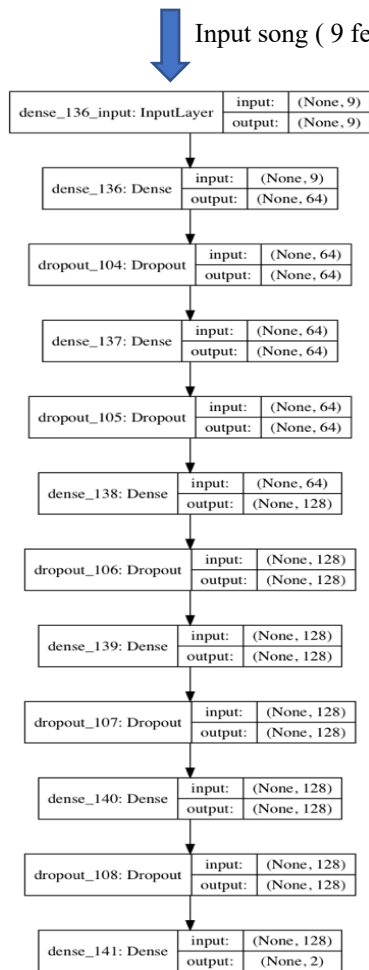 Input song ( 9 fe
dense_136_input: InputLayer input: (None, 9)
output: (None, 9)
dense_136: Dense input: (None, 9)
output: (None, 64)
dropout_104: Dropout input: (None, 64)
output: (None, 64)
dense_137: Dense input: (None, 64)
output: (None, 64)
dropout_105: Dropout input: (None, 64)
output: (None, 64)
dense_138: Dense input: (None, 64)
output: (None, 128)
dropout_106: Dropout input: (None, 128)
output: (None, 128)
dense_139: Dense input: (None, 128)
output: (None, 128)
dropout_107: Dropout input: (None, 128)
output: (None, 128)
dense_140: Dense input: (None, 128)
output: (None, 128)
dropout_108: Dropout input: (None, 128)
output: (None, 128)
dense_141: Dense input: (None, 128)
output: (None, 2)